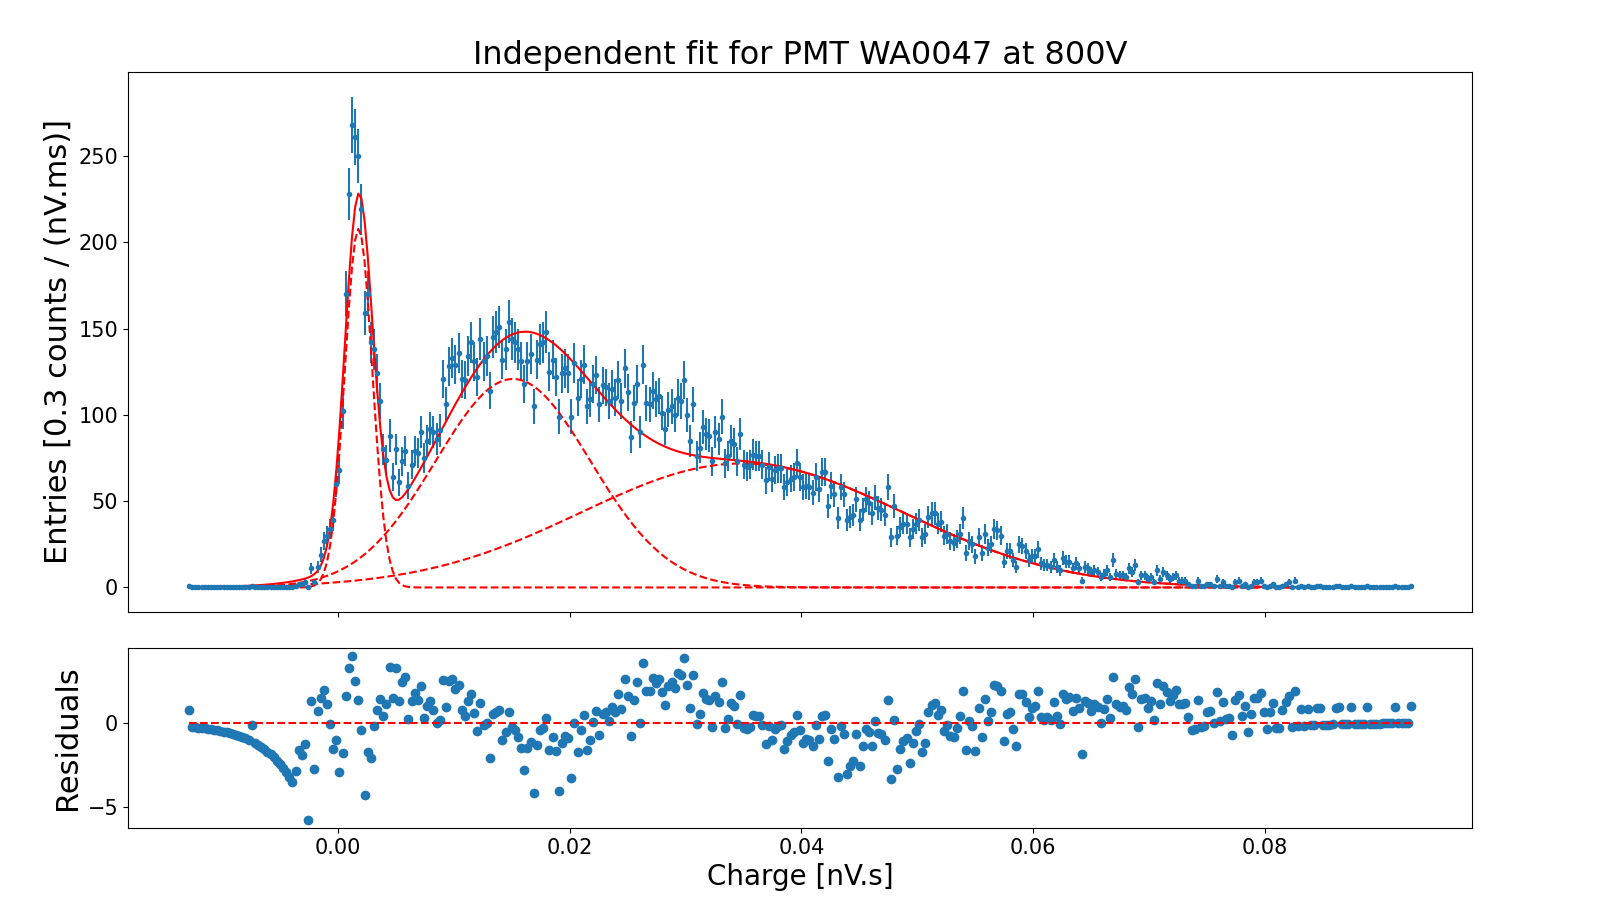 Independent fit for PMT WA0047 at 800V
Entries [0.3 counts / (nV.ms)]
250
200
150
100
50
0
Residuals
0
−5
0.00 0.02 0.04 0.06 0.08
Charge [nV.s]